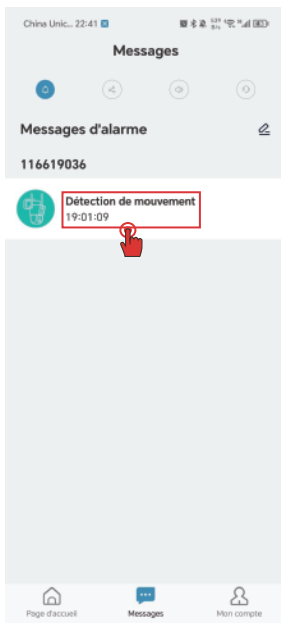 China Unic... 22:41
Messages
Messages d'alarme
116619036
Détection de mouvement
19:01:09
Page d'accueil
Messages
Mon compte